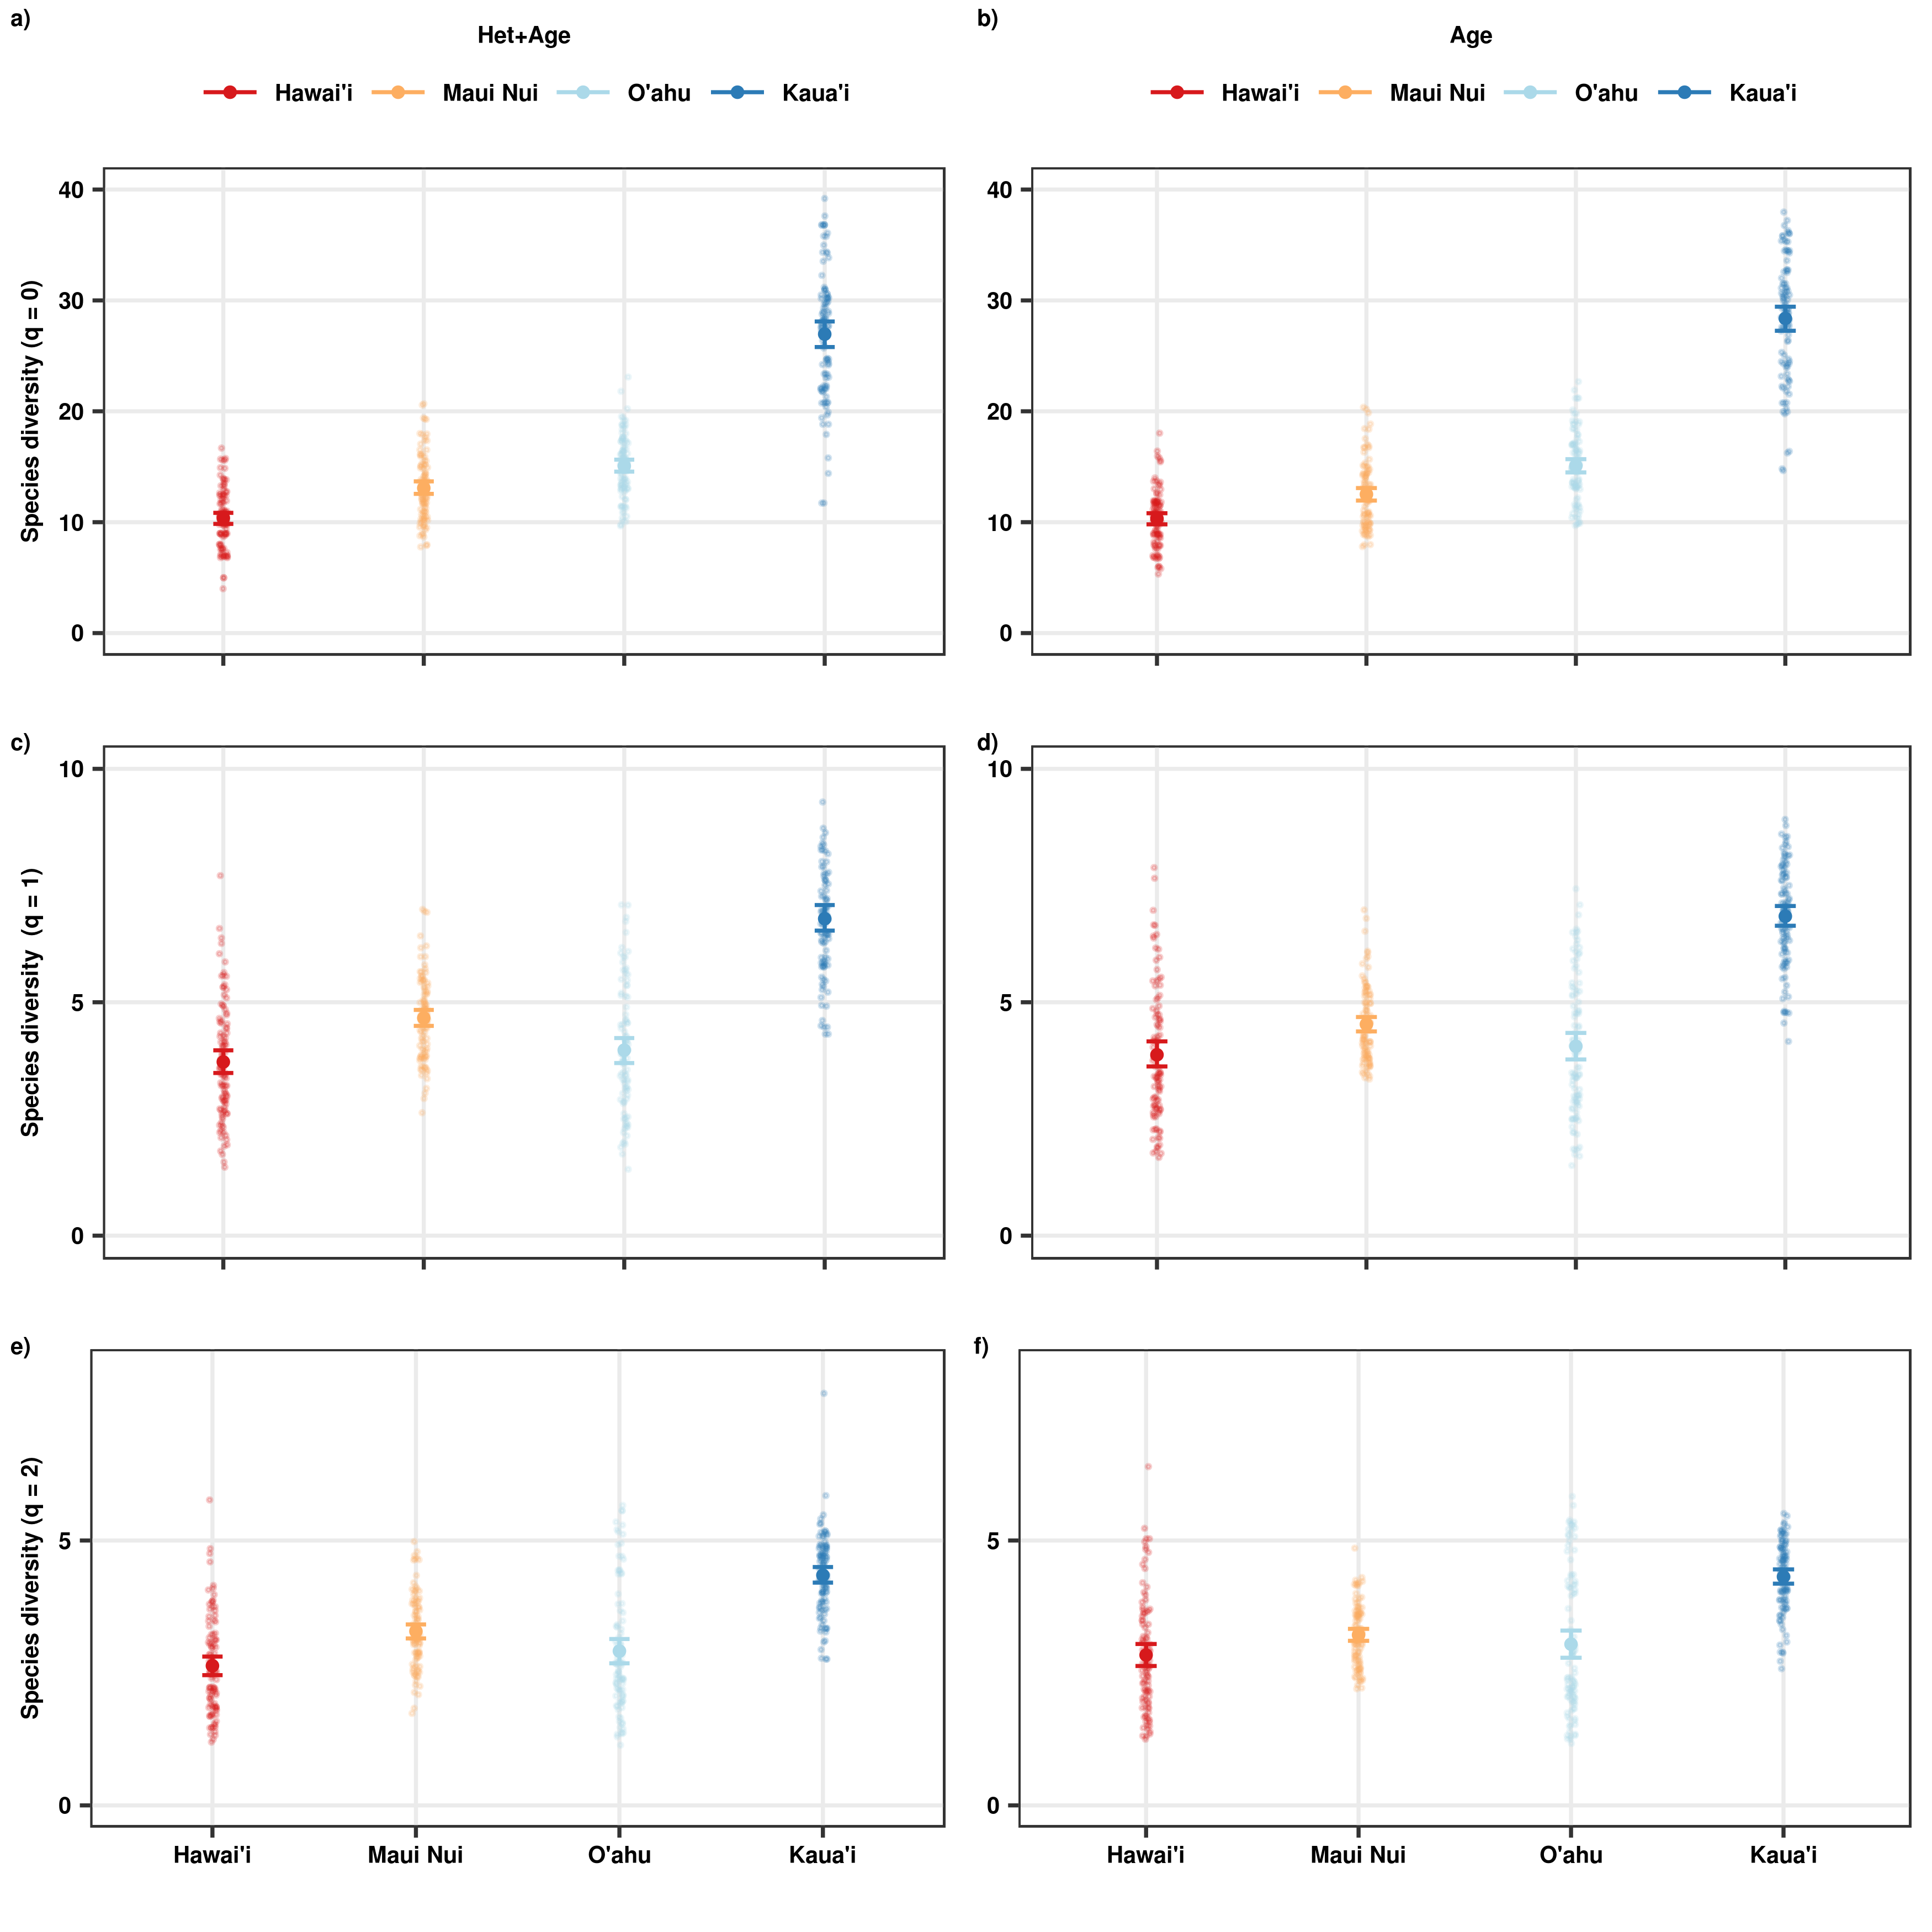 a)
Het+Age
Hawai'i Maui Nui O'ahu Kaua'i
b)
Age
Hawai'i Maui Nui O'ahu Kaua'i
Species diversity (q = 0)
40
30
20
10
0
40
30
20
10
0
c)
Species diversity (q = 1)
10
5
0
d)
10
5
0
e)
Species diversity (q = 2)
5
0
Hawai'i Maui Nui O'ahu Kaua'i
f)
5
0
Hawai'i Maui Nui O'ahu Kaua'i